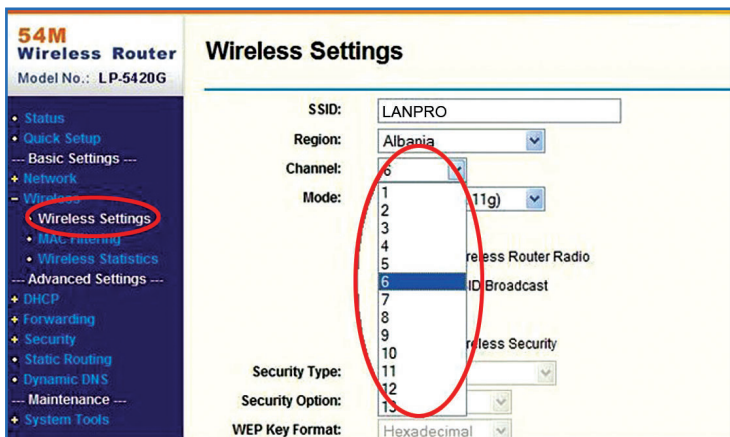 54M
Wireless Router
Model No.: LP-5420G
Status
Quick Setup
--- Basic Settings ---
Network
Wireless
Wireless Settings
MAC Filtering
Wireless Statistics
--- Advanced Settings ---
DHCP
Forwarding
Security
Static Routing
Dynamic DNS
--- Maintenance ---
System Tools
Wireless Settings
SSID: LANPRO
Region: Albania
Channel: 6
Mode: 11g)
1
2
3
4
5
6
7
8
9
10
11
12
13
Wireless Router Radio
ID Broadcast
Wireless Security
Security Type:
Security Option:
WEP Key Format: Hexadecimal